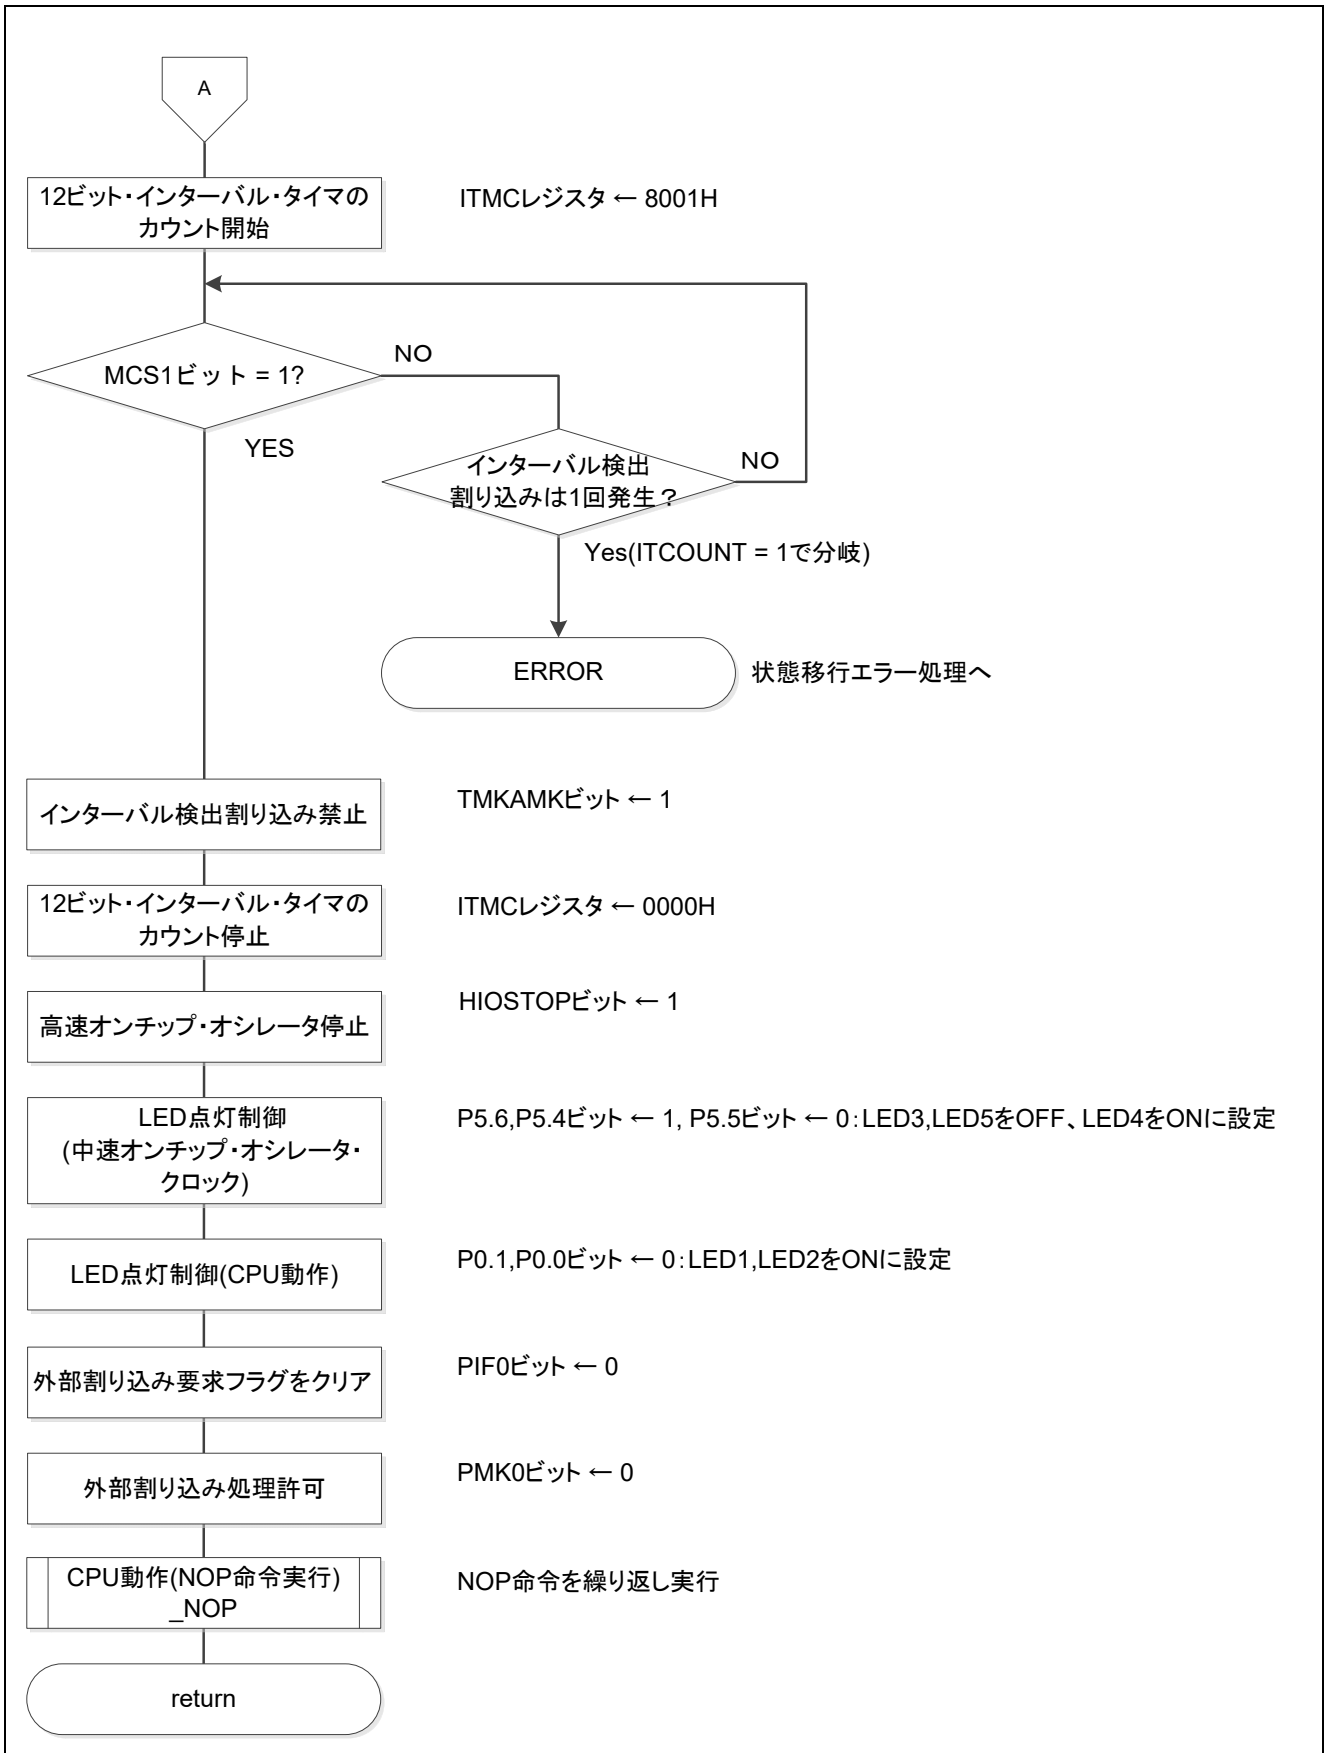 A
12ビット・インターバル・タイマの
カウント開始
ITMCレジスタ ← 8001H
MCS1ビット = 1?
NO
YES
インターバル検出
割り込みは1回発生？
NO
Yes(ITCOUNT = 1で分岐)
ERROR
状態移行エラー処理へ
インターバル検出割り込み禁止
TMKAMKビット ← 1
12ビット・インターバル・タイマの
カウント停止
ITMCレジスタ ← 0000H
高速オンチップ・オシレータ停止
HIOSTOPビット ← 1
LED点灯制御
(中速オンチップ・オシレータ・
クロック)
P5.6,P5.4ビット ← 1, P5.5ビット ← 0：LED3,LED5をOFF、LED4をONに設定
LED点灯制御(CPU動作)
P0.1,P0.0ビット ← 0：LED1,LED2をONに設定
外部割り込み要求フラグをクリア
PIF0ビット ← 0
外部割り込み処理許可
PMK0ビット ← 0
CPU動作(NOP命令実行)
_NOP
NOP命令を繰り返し実行
return